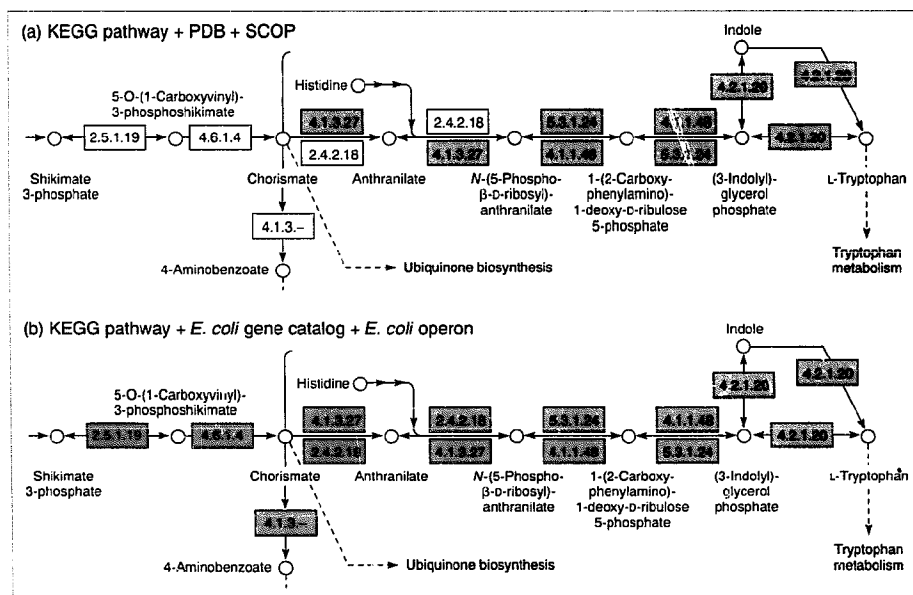 (a) KEGG pathway + PDB + SCOP
Indole
Histidine
5-O-(1-Carboxyvinyl)-
3-phosphoshikimate
4.2.1.20
4.2.1.20
4.1.3.27
2.4.2.18
5.3.1.24
4.1.1.48
2.5.1.19
4.6.1.4
4.2.1.20
2.4.2.18
4.1.3.27
4.1.1.48
5.3.1.24
Shikimate
3-phosphate
Chorismate
Anthranilate
N-(5-Phospho-
β-D-ribosyl)-
anthranilate
1-(2-Carboxy-
phenylamino)-
1-deoxy-D-ribulose
5-phosphate
(3-Indolyl)-
glycerol
phosphate
L-Tryptophan
4.1.3.–
4-Aminobenzoate
Ubiquinone biosynthesis
Tryptophan
metabolism
(b) KEGG pathway + E. coli gene catalog + E. coli operon
Indole
Histidine
5-O-(1-Carboxyvinyl)-
3-phosphoshikimate
4.2.1.20
4.2.1.20
4.1.3.27
2.4.2.18
5.3.1.24
4.1.1.48
2.5.1.19
4.6.1.4
4.2.1.20
2.4.2.18
4.1.3.27
4.1.1.48
5.3.1.24
Shikimate
3-phosphate
Chorismate
Anthranilate
N-(5-Phospho-
β-D-ribosyl)-
anthranilate
1-(2-Carboxy-
phenylamino)-
1-deoxy-D-ribulose
5-phosphate
(3-Indolyl)-
glycerol
phosphate
L-Tryptophan
4.1.3.–
4-Aminobenzoate
Ubiquinone biosynthesis
Tryptophan
metabolism